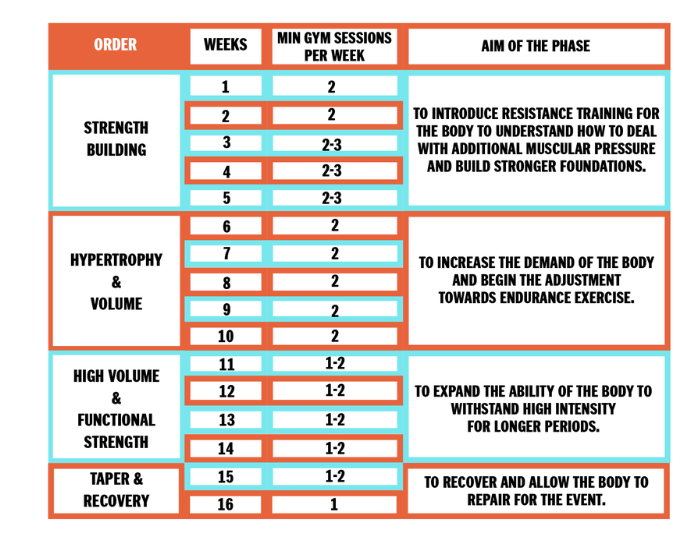 ORDER
WEEKS
MIN GYM SESSIONS
PER WEEK
AIM OF THE PHASE
STRENGTH
BUILDING
1
2
2
2
3
2-3
4
2-3
5
2-3
TO INTRODUCE RESISTANCE TRAINING FOR
THE BODY TO UNDERSTAND HOW TO DEAL
WITH ADDITIONAL MUSCULAR PRESSURE
AND BUILD STRONGER FOUNDATIONS.
HYPERTROPHY
&
VOLUME
6
2
7
2
8
2
9
2
10
2
TO INCREASE THE DEMAND OF THE BODY
AND BEGIN THE ADJUSTMENT
TOWARDS ENDURANCE EXERCISE.
HIGH VOLUME
&
FUNCTIONAL
STRENGTH
11
1-2
12
1-2
13
1-2
14
1-2
TO EXPAND THE ABILITY OF THE BODY TO
WITHSTAND HIGH INTENSITY
FOR LONGER PERIODS.
TAPER &
RECOVERY
15
1-2
16
1
TO RECOVER AND ALLOW THE BODY TO
REPAIR FOR THE EVENT.